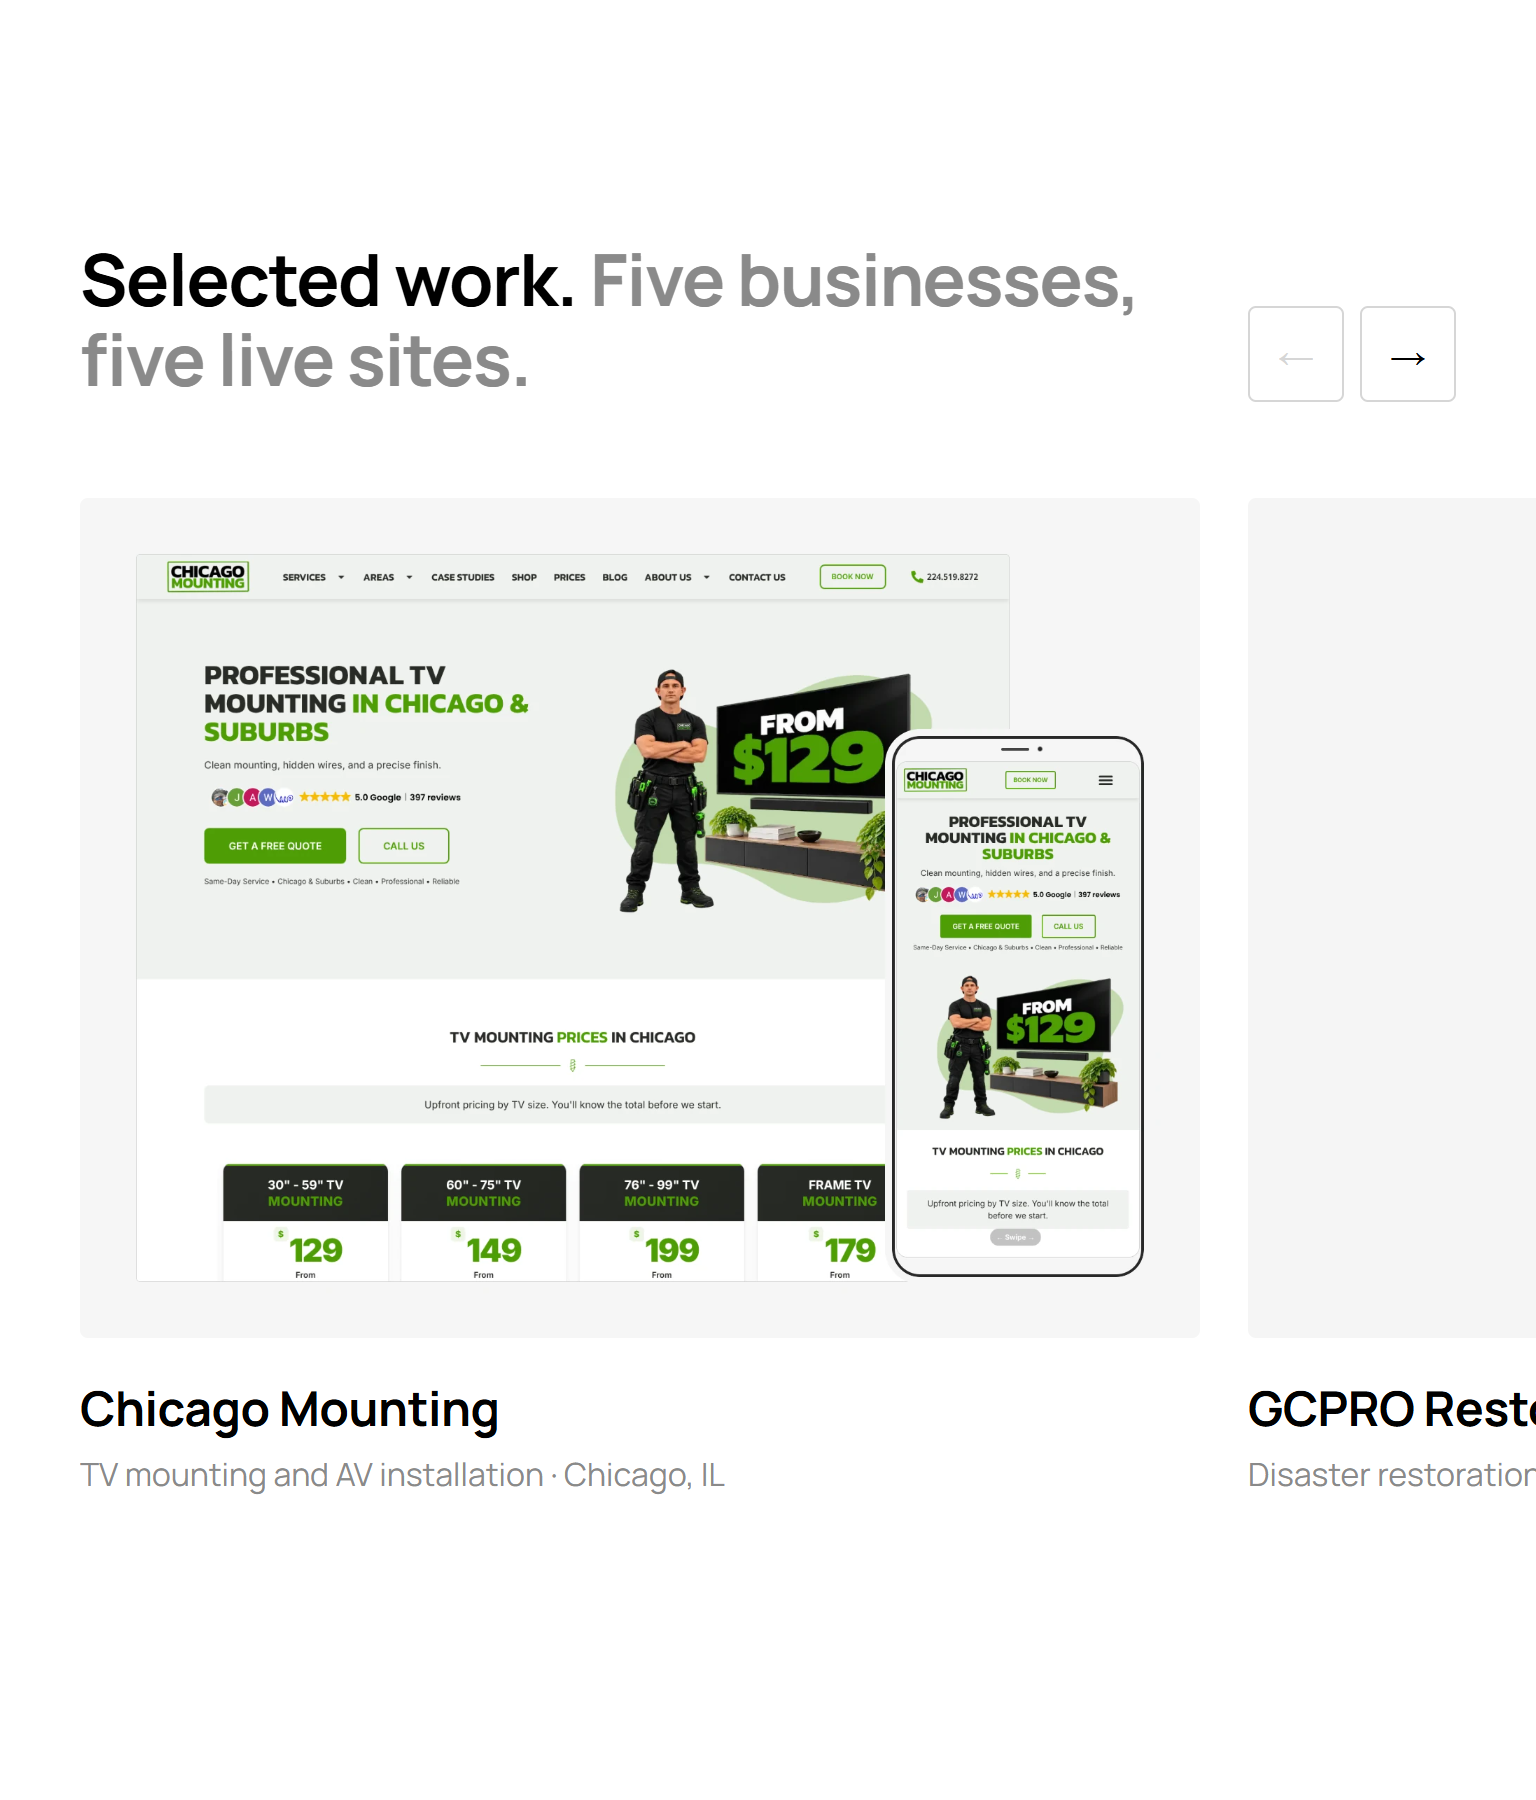 Selected work. Five businesses,
five live sites.
←
→
CHICAGO
MOUNTING
SERVICES
AREAS
CASE STUDIES
SHOP
PRICES
BLOG
ABOUT US
CONTACT US
BOOK NOW
224.519.8272
PROFESSIONAL TV
MOUNTING IN CHICAGO &
SUBURBS
Clean mounting, hidden wires, and a precise finish.
J A W
5.0 Google | 397 reviews
GET A FREE QUOTE
CALL US
Same-Day Service • Chicago & Suburbs • Clean • Professional • Reliable
FROM
$129
TV MOUNTING PRICES IN CHICAGO
Upfront pricing by TV size. You'll know the total before we start.
30" - 59" TV
MOUNTING
$ 129
From
60" - 75" TV
MOUNTING
$ 149
From
76" - 99" TV
MOUNTING
$ 199
From
FRAME TV
MOUNTING
$ 179
From
CHICAGO
MOUNTING
BOOK NOW
PROFESSIONAL TV
MOUNTING IN CHICAGO &
SUBURBS
Clean mounting, hidden wires, and a precise finish.
J A W
5.0 Google | 397 reviews
GET A FREE QUOTE
CALL US
Same-Day Service • Chicago & Suburbs • Clean • Professional • Reliable
FROM
$129
TV MOUNTING PRICES IN CHICAGO
Upfront pricing by TV size. You'll know the total
before we start.
Swipe
Chicago Mounting
TV mounting and AV installation · Chicago, IL
GCPRO Resto
Disaster restoration